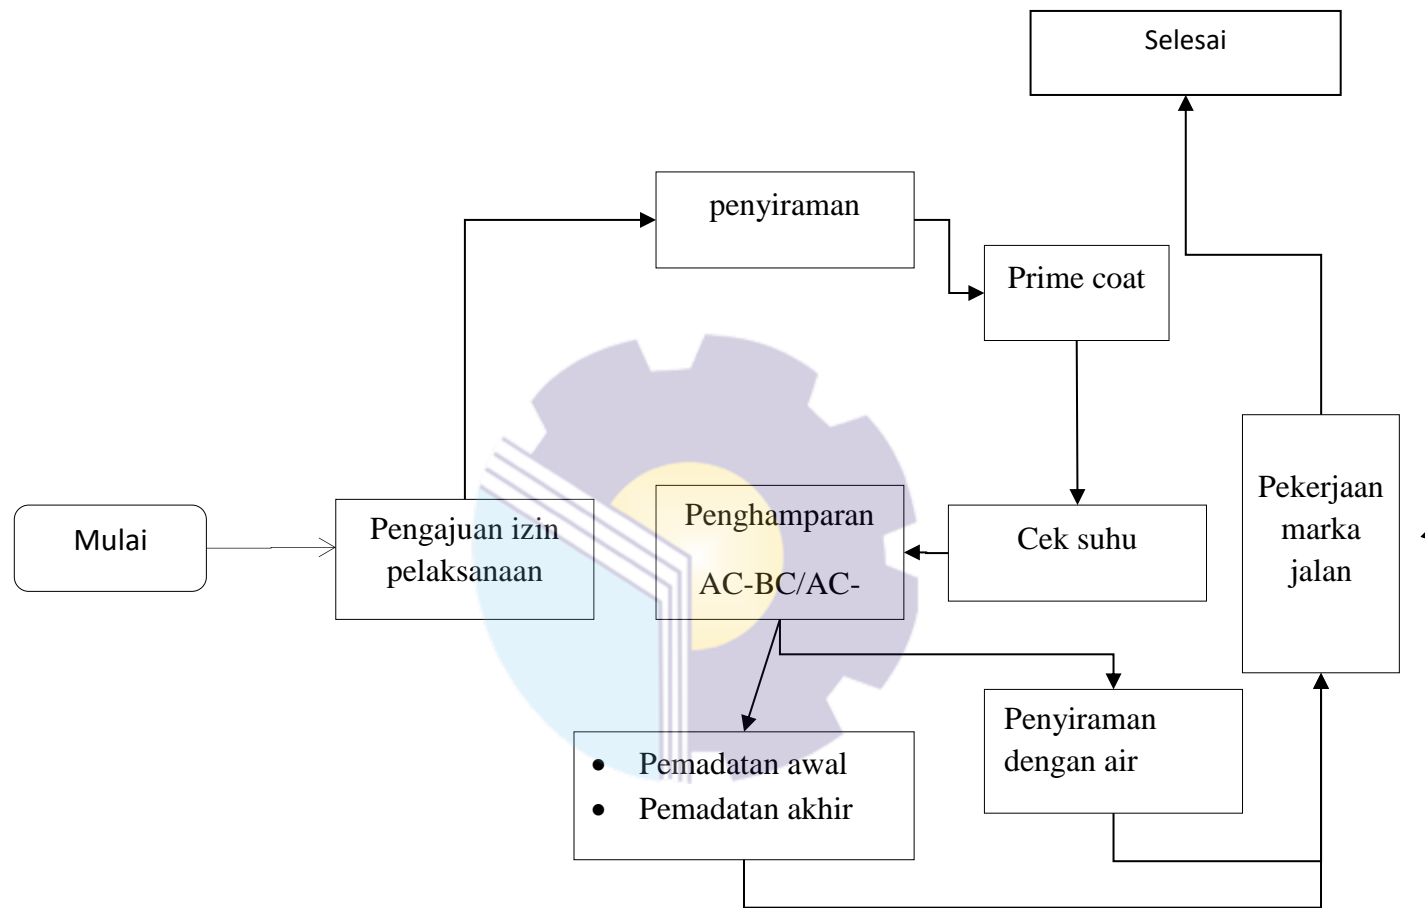 Selesai
penyiraman
Prime coat
Mulai
Pengajuan izin
pelaksanaan
Penghamparan
AC-BC/AC-
Cek suhu
Pekerjaan
marka
jalan
• Pemadatan awal
• Pemadatan akhir
Penyiraman
dengan air